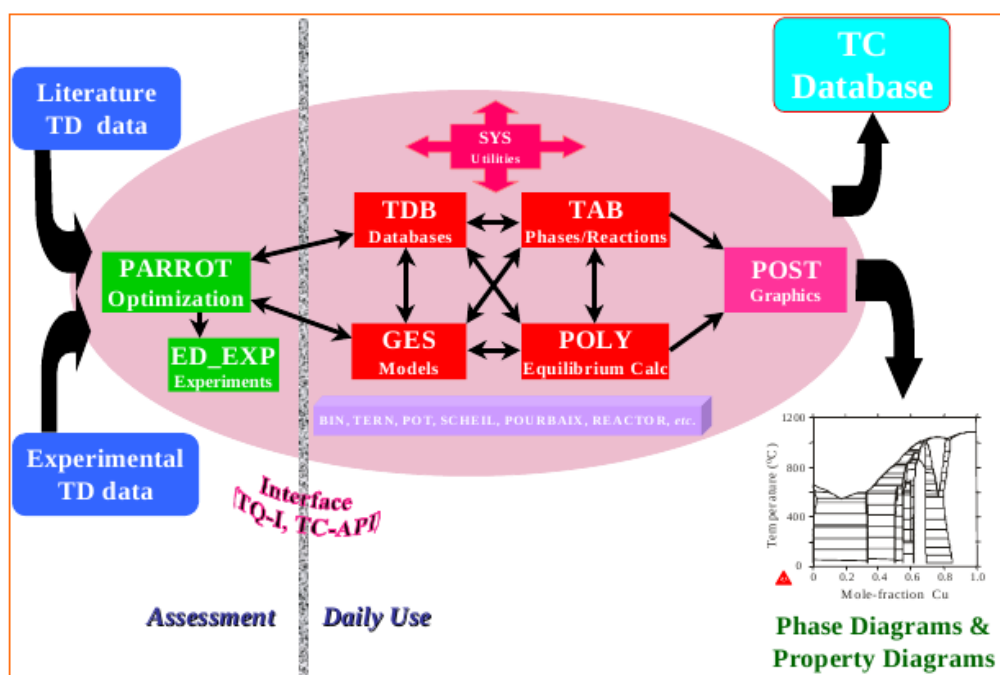 Literature
TD data
TC
Database
SYS
Utilities
TDB
Databases
TAB
Phases/Reactions
PARROT
Optimization
POST
Graphics
ED_EXP
Experiments
GES
Models
POLY
Equilibrium Calc
BIN, TERN, POT, SCHEIL, POURBAIX, REACTOR, etc.
Experimental
TD data
Interface
(TQ-I, TC-API)
Assessment
Daily Use
1200
800
400
0
Temperature (°C)
0
0.2
0.4
0.6
0.8
1.0
Mole-fraction Cu
Phase Diagrams &
Property Diagrams